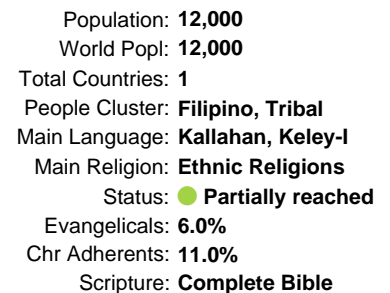 Population: 12,000
World Popl: 12,000
Total Countries: 1
People Cluster: Filipino, Tribal
Main Language: Kallahan, Keley-I
Main Religion: Ethnic Religions
Status: Partially reached
Evangelicals: 6.0%
Chr Adherents: 11.0%
Scripture: Complete Bible